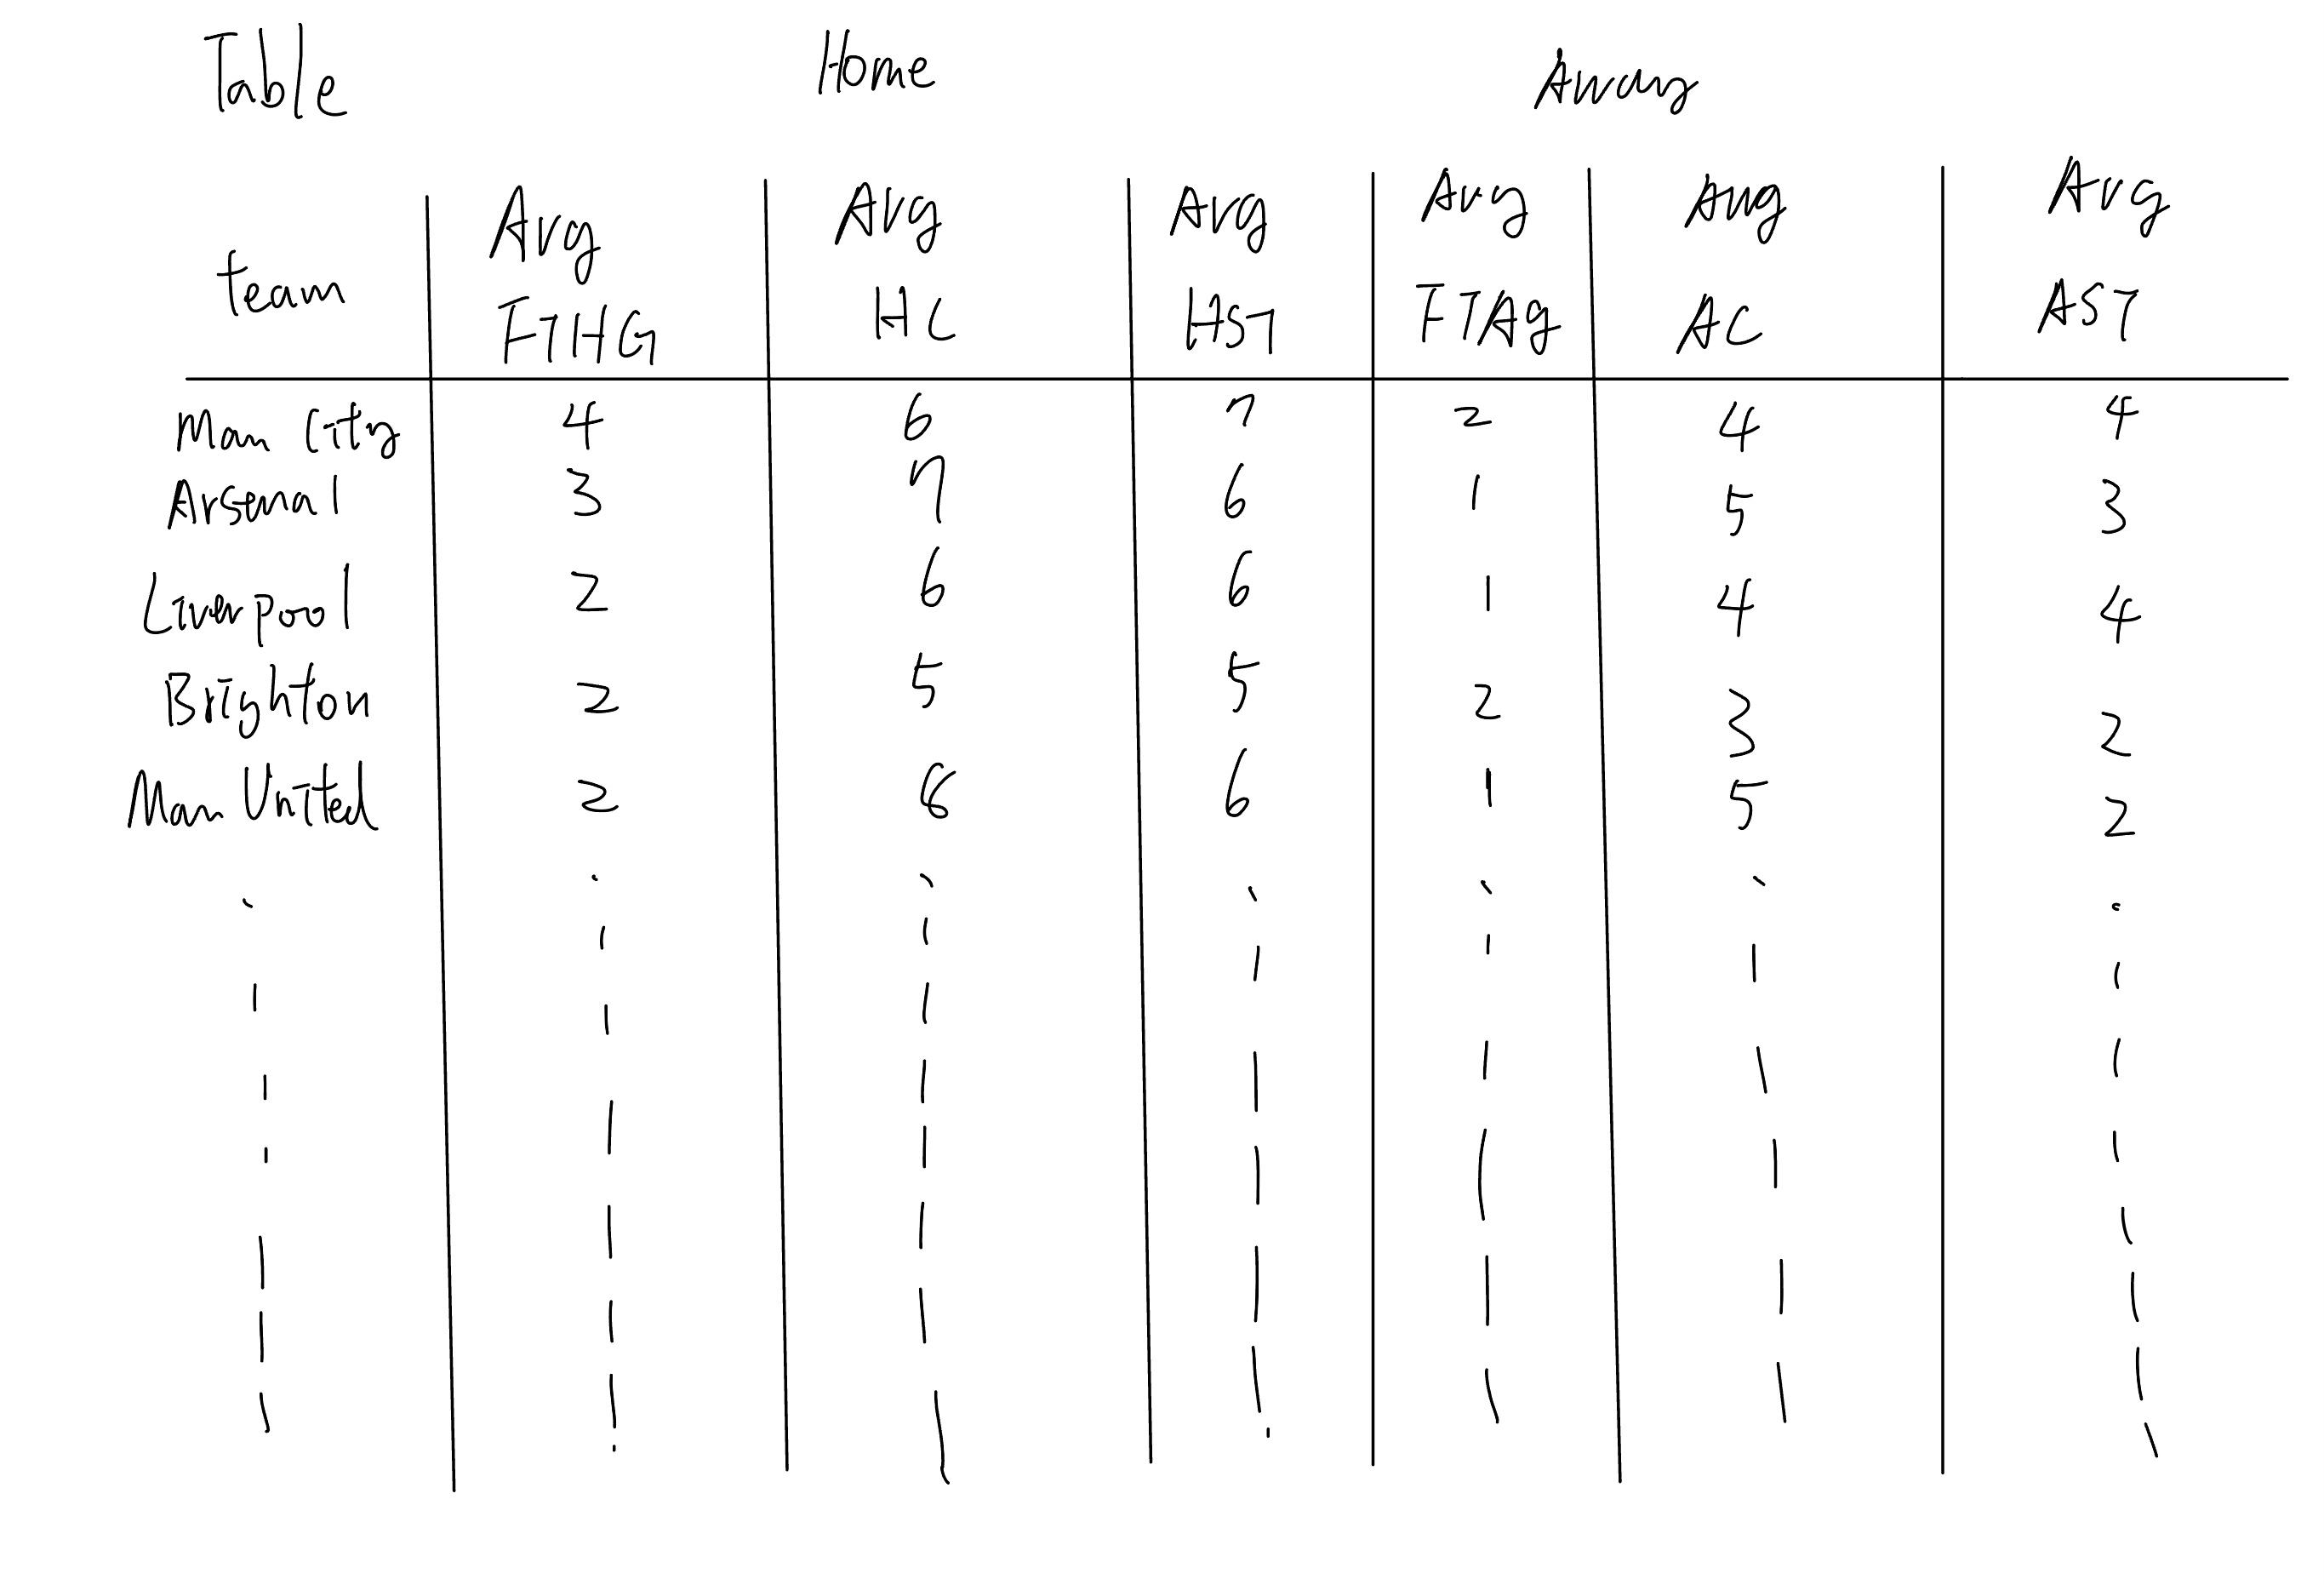 Table Home Away
team Avg FTHG Avg HC Avg HST Avg FTAg Avg AC Avg AST
Man City 4 6 7 2 4 4
Arsenal 3 7 6 1 5 3
Liverpool 2 6 6 1 4 4
Brighton 2 5 5 2 3 2
Man United 2 6 6 1 5 2